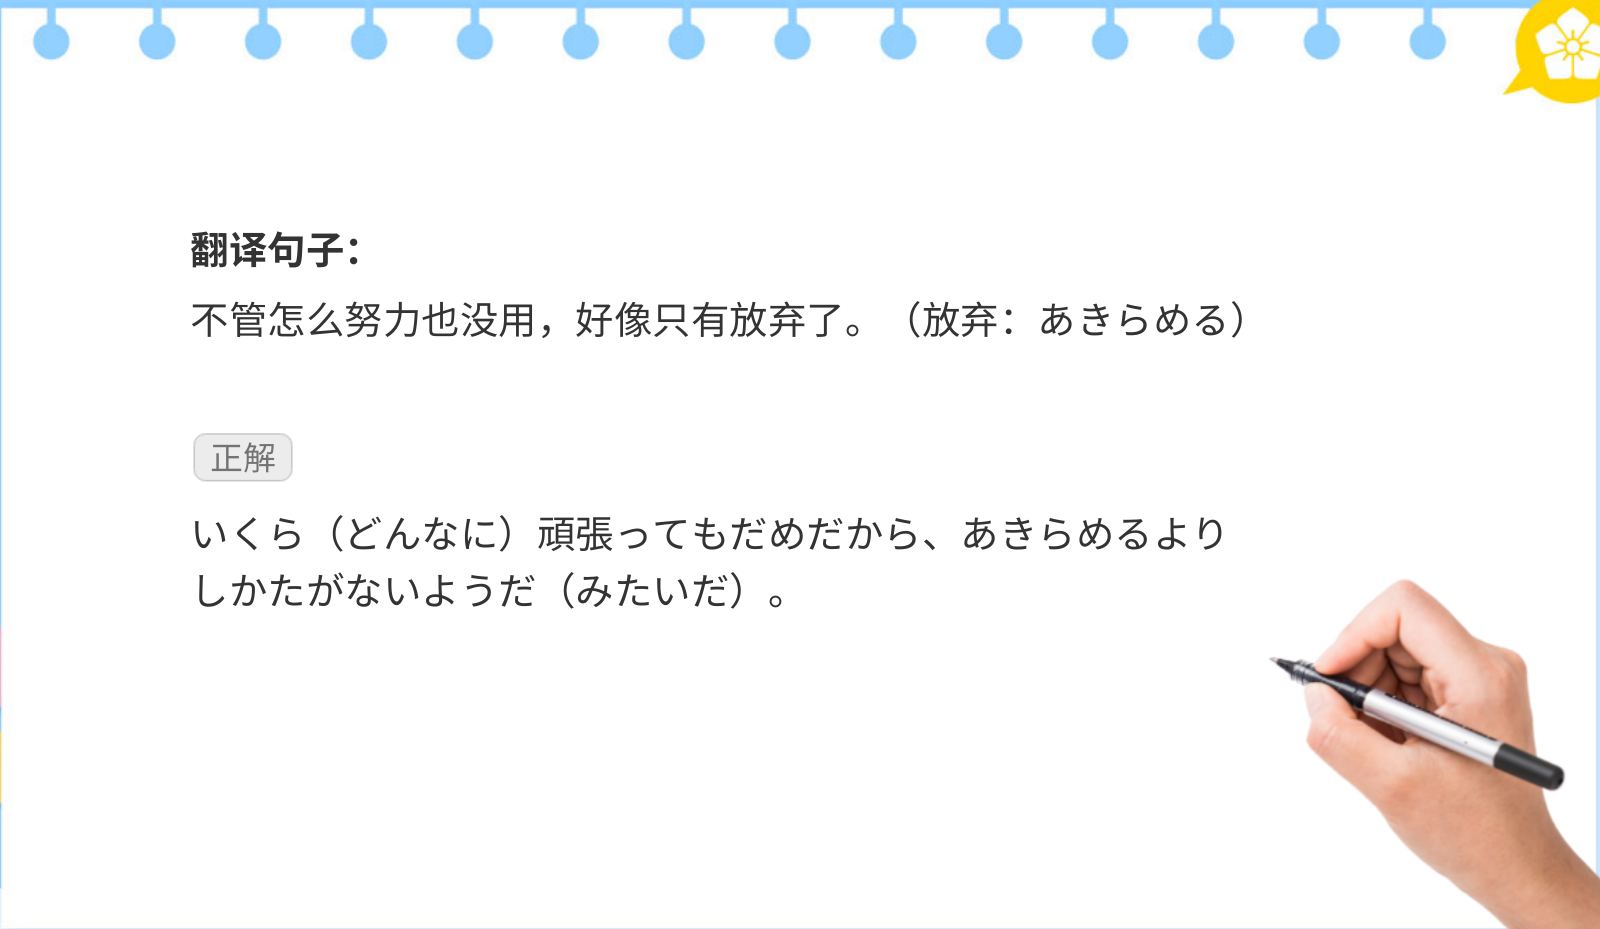 翻译句子：
不管怎么努力也没用，好像只有放弃了。（放弃：あきらめる）
正解
いくら（どんなに）頑張ってもだめだから、あきらめるより
しかたがないようだ（みたいだ）。